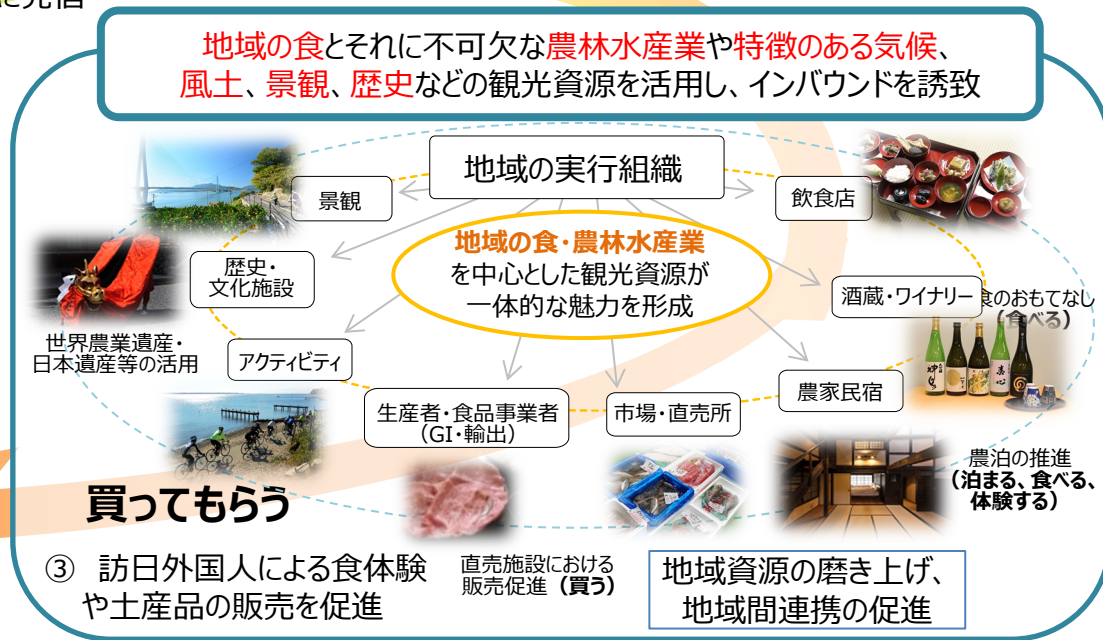 に発信
地域の食とそれに不可欠な農林水産業や特徴のある気候、
風土、景観、歴史などの観光資源を活用し、インバウンドを誘致
地域の実行組織
景観
飲食店
地域の食・農林水産業
を中心とした観光資源が
一体的な魅力を形成
歴史・
文化施設
酒蔵・ワイナリー
食のおもてなし
(食べる)
世界農業遺産・
日本遺産等の活用
アクティビティ
農家民宿
生産者・食品事業者
(GI・輸出)
市場・直売所
農泊の推進
(泊まる、食べる、
体験する)
買ってもらう
③ 訪日外国人による食体験
や土産品の販売を促進
直売施設における
販売促進(買う)
地域資源の磨き上げ、
地域間連携の促進